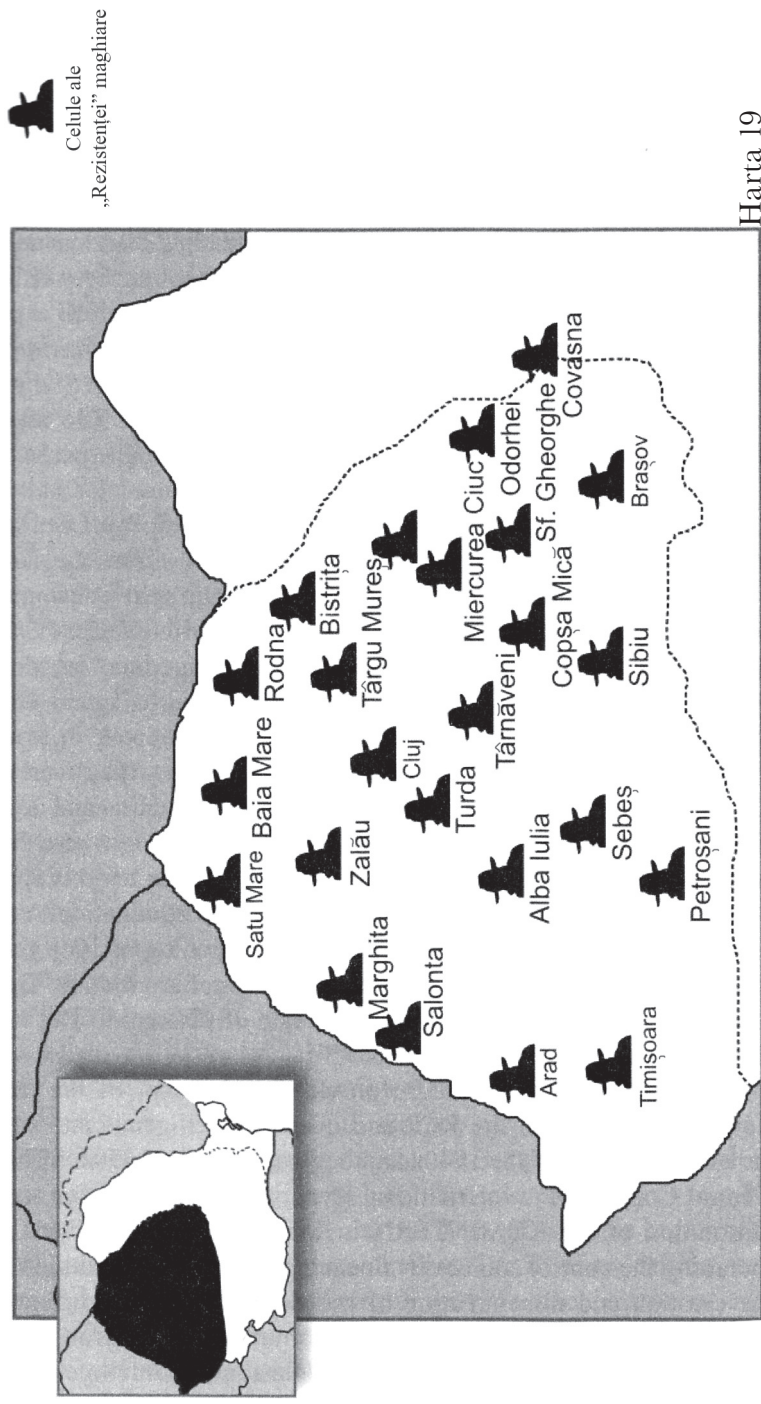 Celule ale
„Rezistenței” maghiare
Satu Mare
Baia Mare
Rodna
Bistrița
Zalău
Târgu Mureș
Marghita
Cluj
Salonta
Turda
Miercurea Ciuc
Târnăveni
Odorhei
Alba Iulia
Copșa Mică
Sf. Gheorghe
Covasna
Arad
Sebeș
Sibiu
Brașov
Timișoara
Petroșani
Harta 19